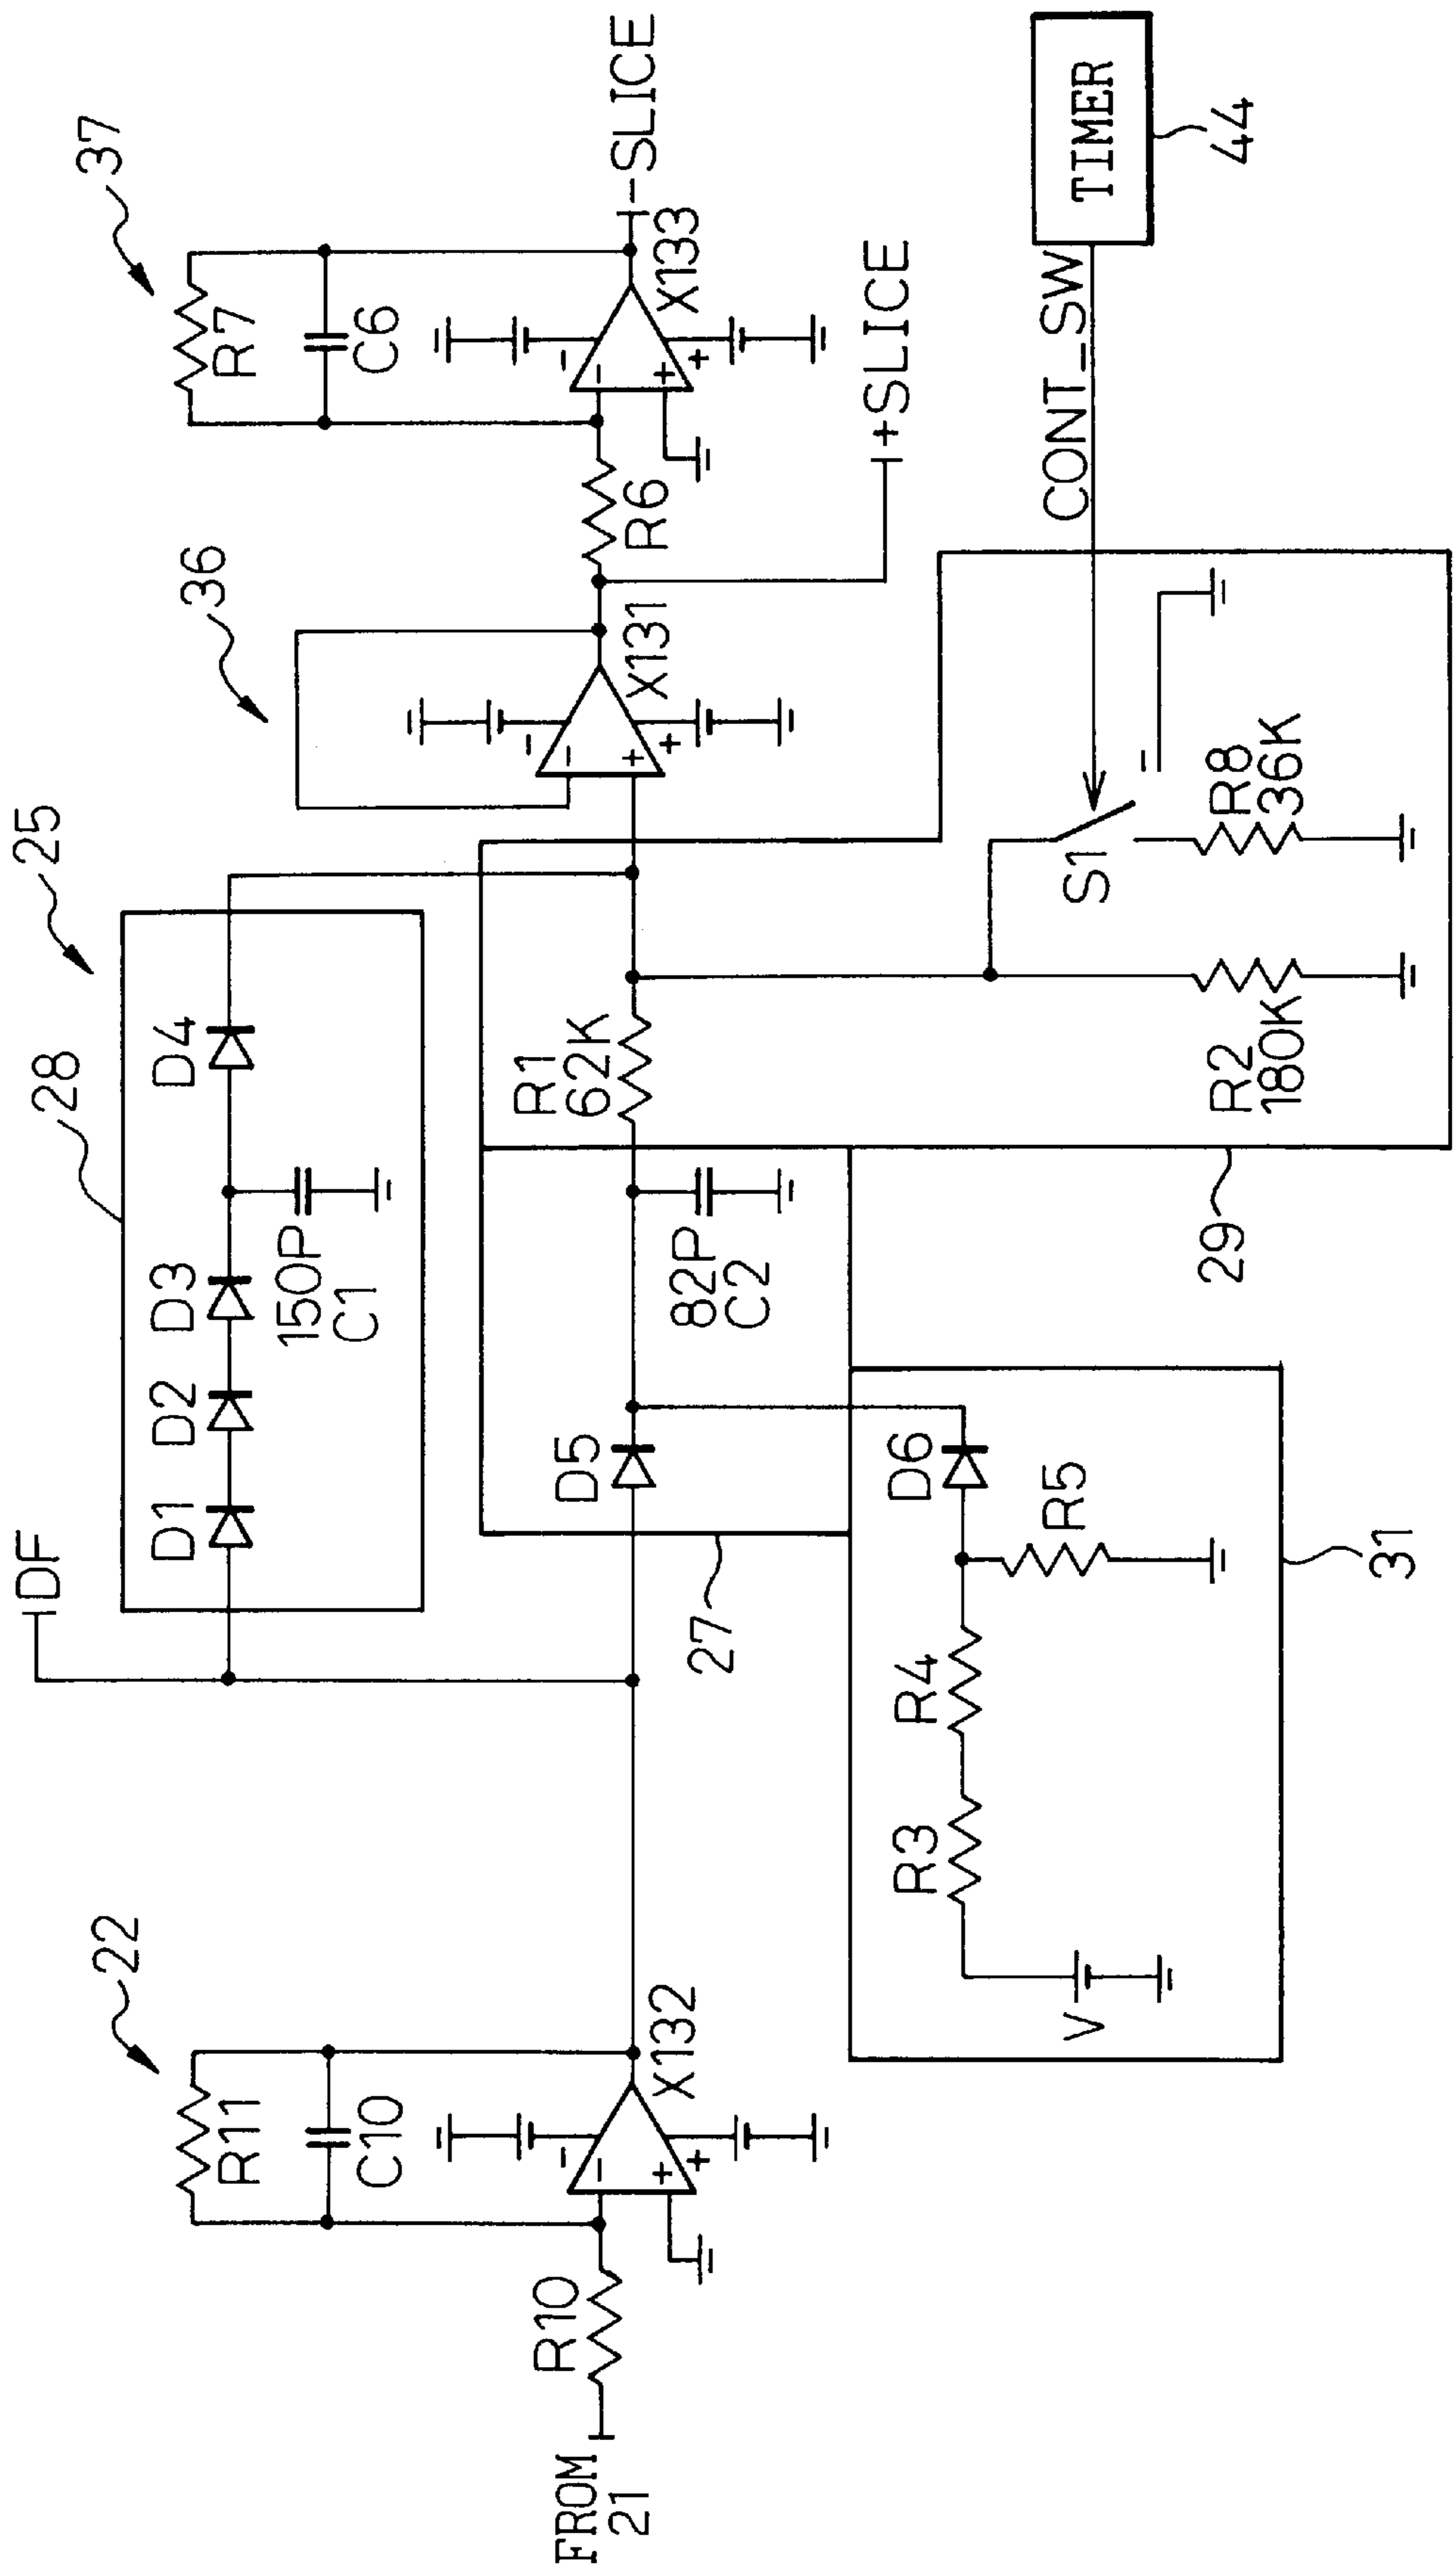 FROM
21
R10
22
R11
C10
X132
DF
25
28
D1
D2
D3
D4
150P
C1
27
D5
82P
C2
R1
62K
31
V
R3
R4
R5
D6
29
R2
180K
R8
36K
S1
CONT_SW
TIMER
44
36
X131
+SLICE
R6
37
R7
C6
X133
-SLICE